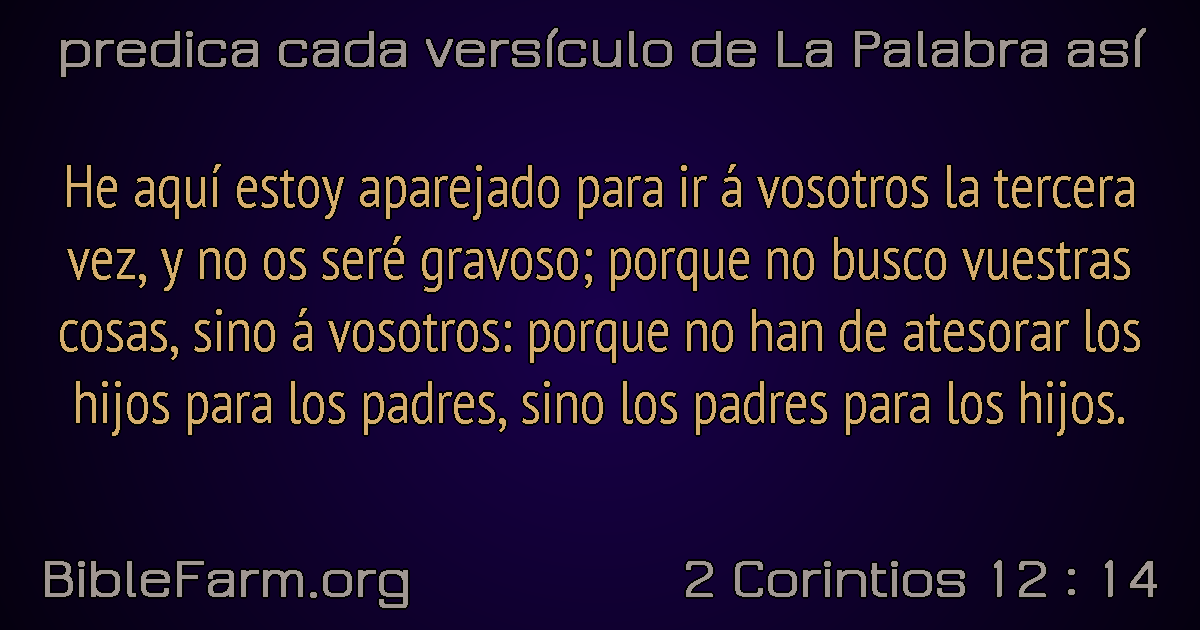 predica cada versículo de La Palabra así
He aquí estoy aparejado para ir á vosotros la tercera
vez, y no os seré gravoso; porque no busco vuestras
cosas, sino á vosotros: porque no han de atesorar los
hijos para los padres, sino los padres para los hijos.
BibleFarm.org
2 Corintios 12 : 14